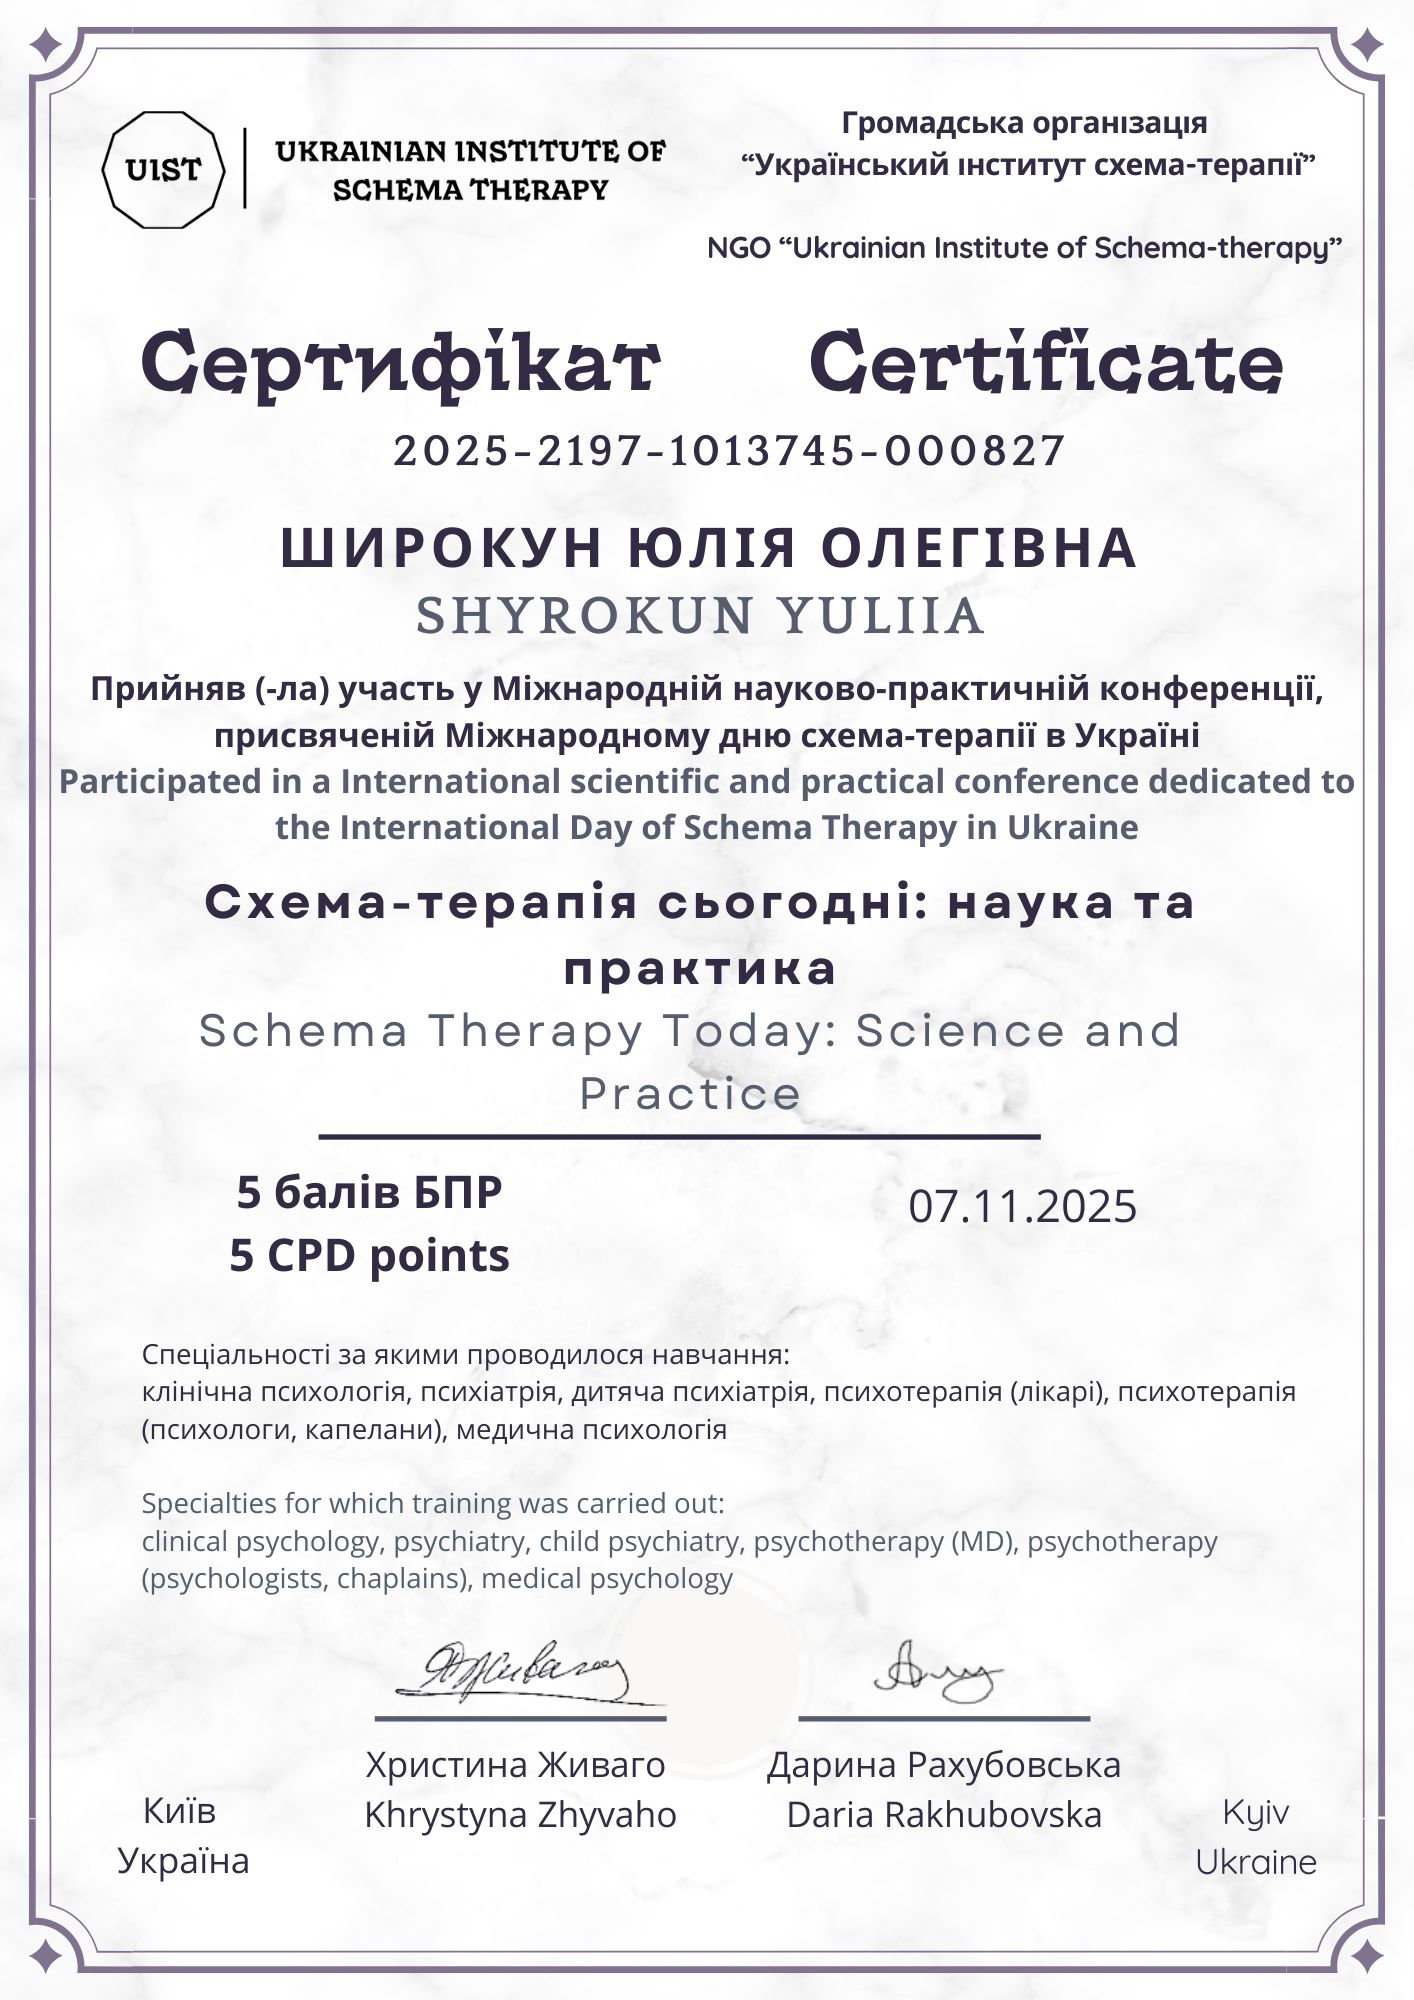 UIST
UKRAINIAN INSTITUTE OF
SCHEMA THERAPY
Громадська організація
“Український інститут схема-терапії”
NGO “Ukrainian Institute of Schema-therapy”
Сертифікат
Certificate
2025-2197-1013745-000827
ШИРОКУН ЮЛІЯ ОЛЕГІВНА
SHYROKUN YULIIA
Прийняв (-ла) участь у Міжнародній науково-практичній конференції,
присвяченій Міжнародному дню схема-терапії в Україні
Participated in a International scientific and practical conference dedicated to
the International Day of Schema Therapy in Ukraine
Схема-терапія сьогодні: наука та
практика
Schema Therapy Today: Science and
Practice
5 балів БПР
5 CPD points
07.11.2025
Спеціальності за якими проводилося навчання:
клінічна психологія, психіатрія, дитяча психіатрія, психотерапія (лікарі), психотерапія
(психологи, капелани), медична психологія
Specialties for which training was carried out:
clinical psychology, psychiatry, child psychiatry, psychotherapy (MD), psychotherapy
(psychologists, chaplains), medical psychology
Христина Живаго
Khrystyna Zhyvaho
Дарина Рахубовська
Daria Rakhubovska
Київ
Україна
Kyiv
Ukraine